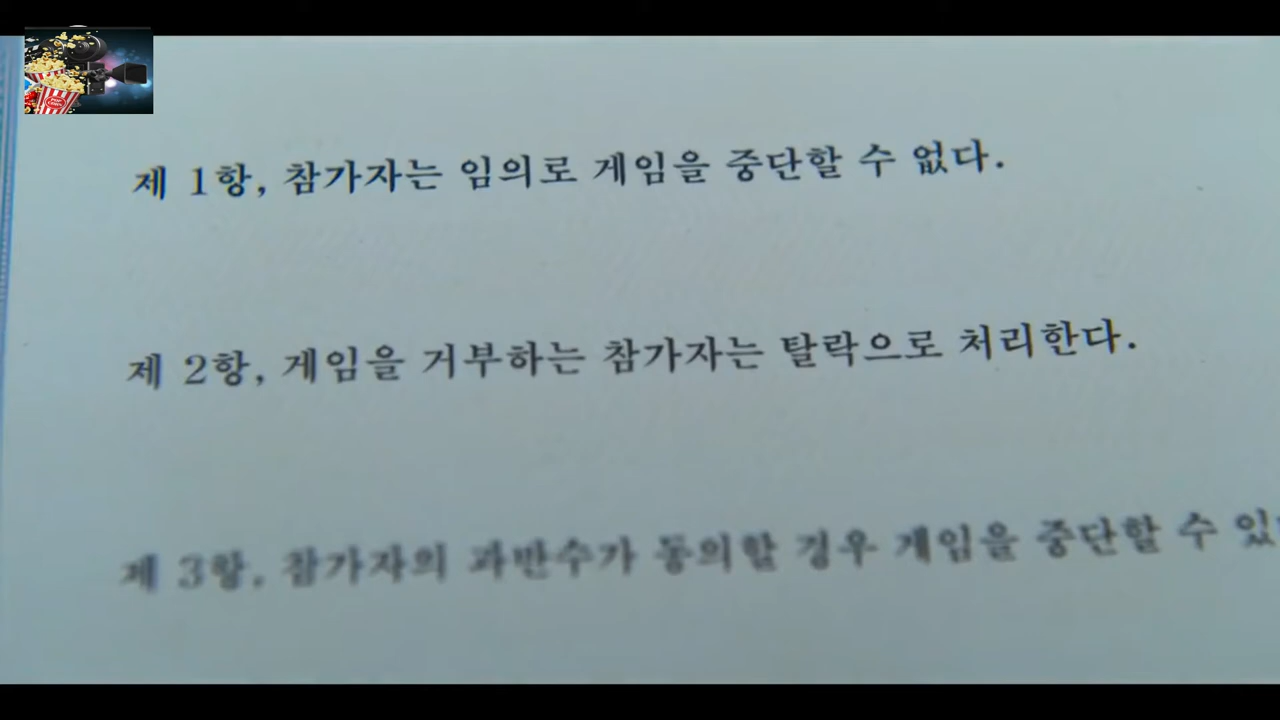 제 1항, 참가자는 임의로 게임을 중단할 수 없다.
제 2항, 게임을 거부하는 참가자는 탈락으로 처리한다.
제 3항, 참가자의 과반수가 동의할 경우 게임을 중단할 수